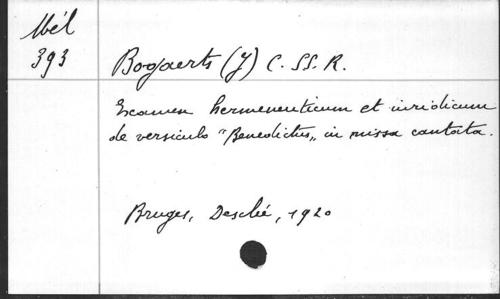 Mél
393
Bogaerts (J) C. SS. R.
Examen hermeneuticum et iuridicum
de versiculo "Benedictus" in missa cantata.
Bruges, Desclée, 1920